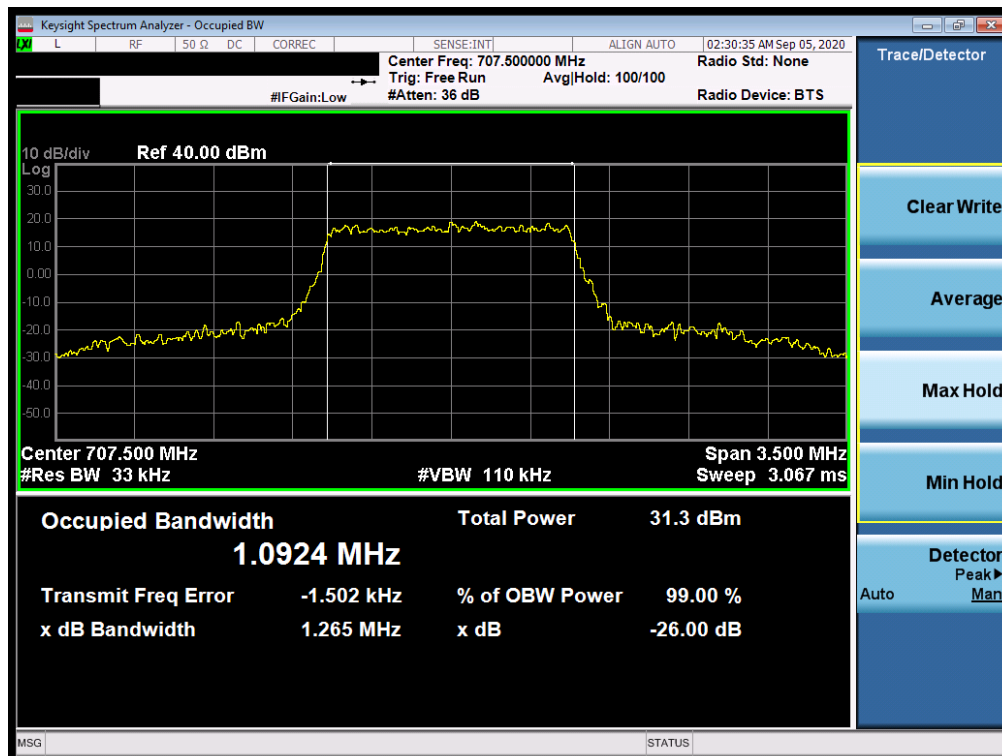 Keysight Spectrum Analyzer - Occupied BW
LXI L RF 50 Ω DC CORREC SENSE:INT ALIGN AUTO 02:30:35 AM Sep 05, 2020
Center Freq: 707.500000 MHz Radio Std: None
Trig: Free Run Avg|Hold: 100/100
#IFGain:Low #Atten: 36 dB Radio Device: BTS
10 dB/div Ref 40.00 dBm
Log
30.0
20.0
10.0
0.00
-10.0
-20.0
-30.0
-40.0
-50.0
Center 707.500 MHz Span 3.500 MHz
#Res BW 33 kHz #VBW 110 kHz Sweep 3.067 ms
Occupied Bandwidth Total Power 31.3 dBm
1.0924 MHz
Transmit Freq Error -1.502 kHz % of OBW Power 99.00 %
x dB Bandwidth 1.265 MHz x dB -26.00 dB
MSG STATUS
Trace/Detector
Clear Write
Average
Max Hold
Min Hold
Detector
Peak▶
Auto Man